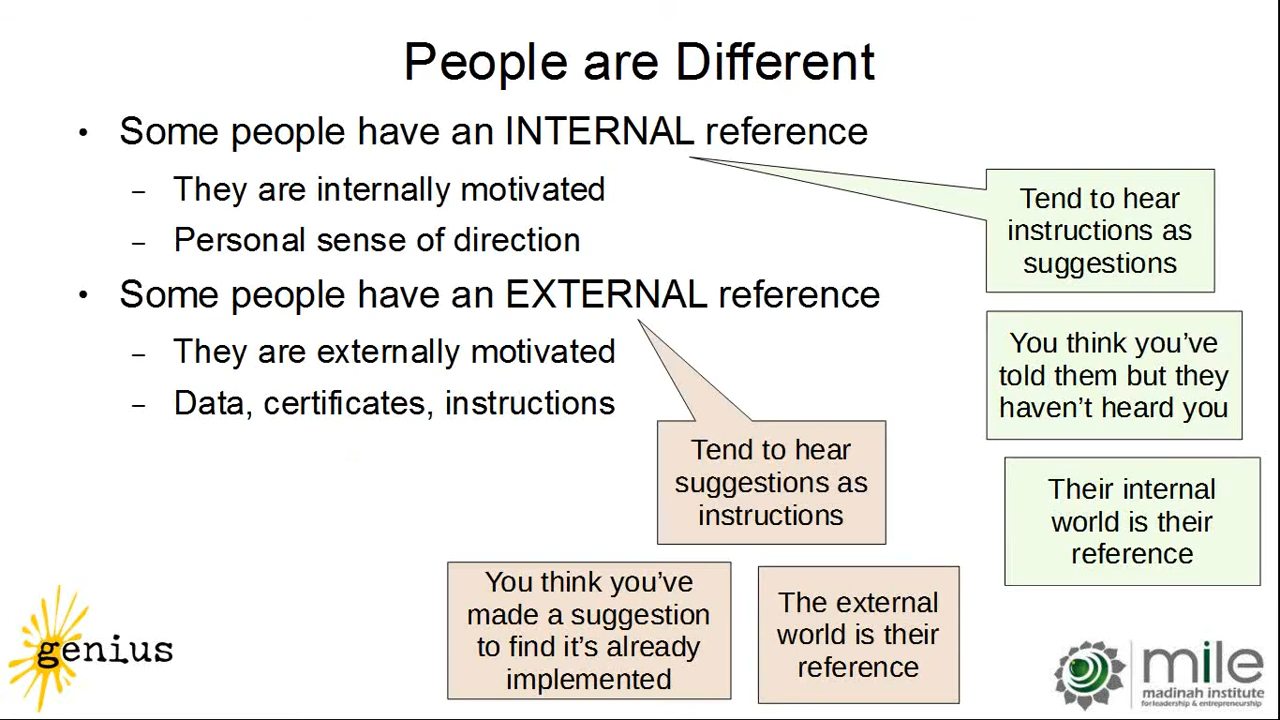 People are Different
• Some people have an INTERNAL reference
– They are internally motivated
– Personal sense of direction
• Some people have an EXTERNAL reference
– They are externally motivated
– Data, certificates, instructions
Tend to hear
instructions as
suggestions
You think you’ve
told them but they
haven’t heard you
Their internal
world is their
reference
Tend to hear
suggestions as
instructions
You think you’ve
made a suggestion
to find it’s already
implemented
The external
world is their
reference
genius
mile
madinah institute
for leadership & entrepreneurship